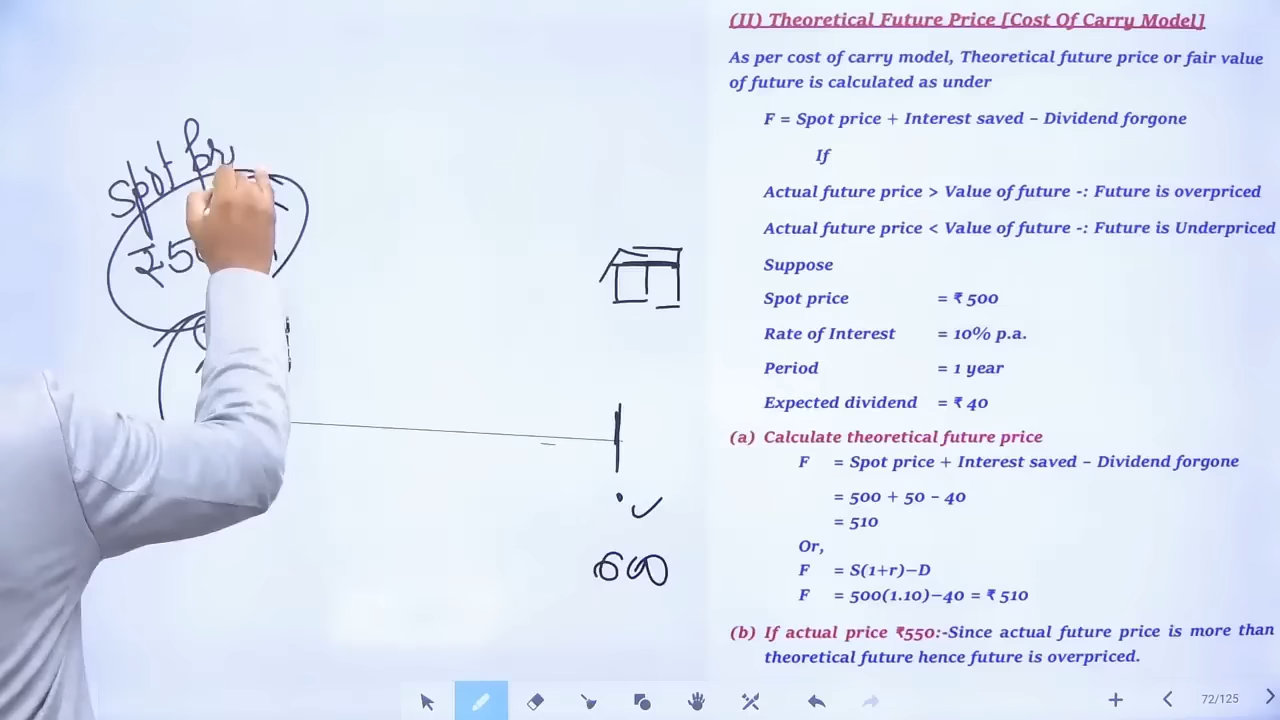 (II) Theoretical Future Price [Cost Of Carry Model]
As per cost of carry model, Theoretical future price or fair value
of future is calculated as under
F = Spot price + Interest saved – Dividend forgone
If
Actual future price > Value of future -: Future is overpriced
Actual future price < Value of future -: Future is Underpriced
Suppose
Spot price = ₹ 500
Rate of Interest = 10% p.a.
Period = 1 year
Expected dividend = ₹ 40
(a) Calculate theoretical future price
F = Spot price + Interest saved – Dividend forgone
= 500 + 50 – 40
= 510
Or,
F = S(1+r)–D
F = 500(1.10)–40 = ₹ 510
(b) If actual price ₹550:-Since actual future price is more than
theoretical future hence future is overpriced.
Spot pr
600
72/125